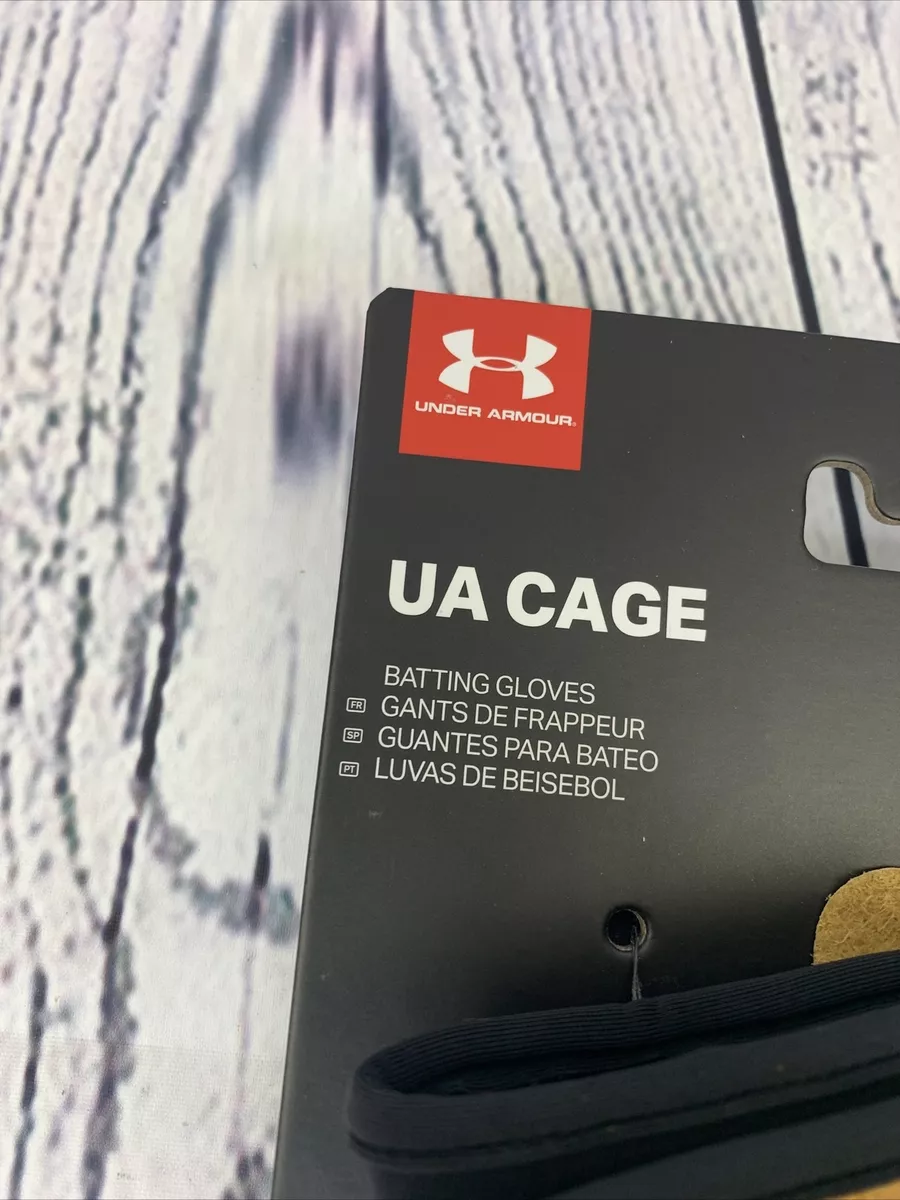 UNDER ARMOUR
UA CAGE
BATTING GLOVES
FR GANTS DE FRAPPEUR
SP GUANTES PARA BATEO
PT LUVAS DE BEISEBOL